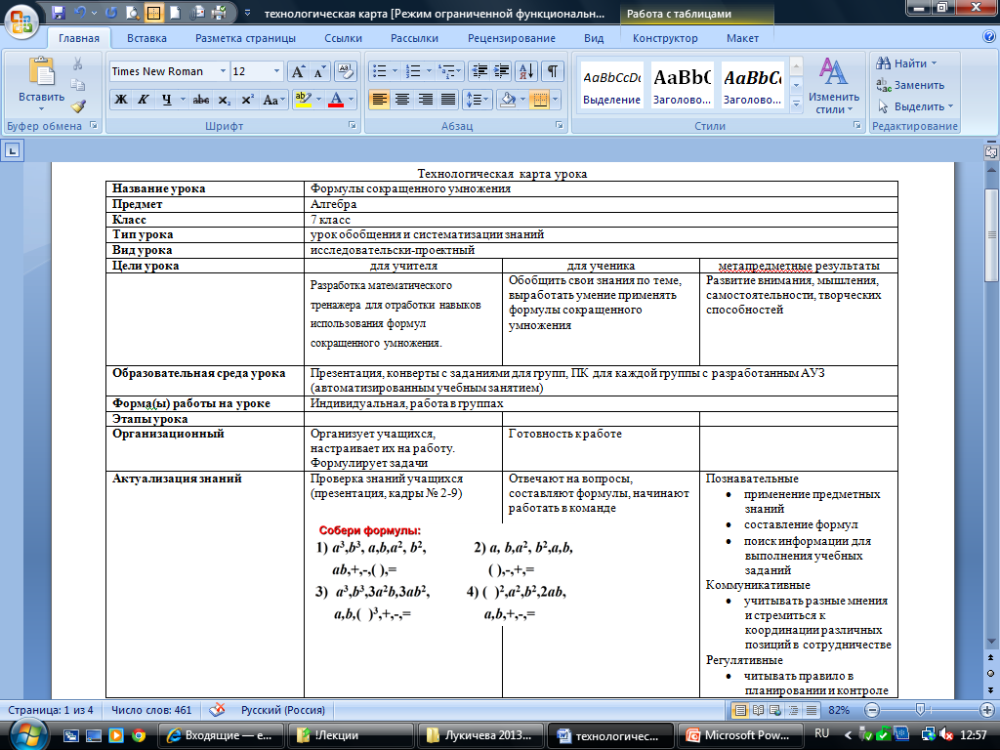 технологическая карта [Режим ограниченной функциональн...
Работа с таблицами
Главная Вставка Разметка страницы Ссылки Рассылки Рецензирование Вид Конструктор Макет
Вставить
Буфер обмена
Times New Roman 12
Ж К Ч abc x₂ x² Aa
Шрифт
Абзац
АаBbCcDc АаBbC АаBbCc
Выделение Заголово... Заголово...
Изменить стили
Стили
Найти
Заменить
Выделить
Редактирование
Технологическая карта урока
Название урока Формулы сокращенного умножения
Предмет Алгебра
Класс 7 класс
Тип урока урок обобщения и систематизации знаний
Вид урока исследовательски-проектный
Цели урока для учителя для ученика метапредметные результаты
Разработка математического
тренажера для отработки навыков
использования формул
сокращенного умножения.
Обобщить свои знания по теме,
выработать умение применять
формулы сокращенного
умножения
Развитие внимания, мышления,
самостоятельности, творческих
способностей
Образовательная среда урока Презентация, конверты с заданиями для групп, ПК для каждой группы с разработанным АУЗ
(автоматизированным учебным занятием)
Форма(ы) работы на уроке Индивидуальная, работа в группах
Этапы урока
Организационный Организует учащихся,
настраивает их на работу.
Формулирует задачи
Готовность к работе
Актуализация знаний Проверка знаний учащихся
(презентация, кадры № 2-9)
Отвечают на вопросы,
составляют формулы, начинают
работать в команде
Собери формулы:
1) a³,b³, a,b,a², b²,
ab,+,-,( ),=
2) a, b,a², b²,a,b,
( ),-,+,=
3) a³,b³,3a²b,3ab²,
a,b,( )³,+,-,=
4) ( )²,a²,b²,2ab,
a,b,+,-,=
Познавательные
• применение предметных
знаний
• составление формул
• поиск информации для
выполнения учебных
заданий
Коммуникативные
• учитывать разные мнения
и стремиться к
координации различных
позиций в сотрудничестве
Регулятивные
• читывать правило в
планировании и контроле
Страница: 1 из 4 Число слов: 461 Русский (Россия) 82%
Входящие — e... !Лекции Лукичева 2013... технологичес... Microsoft Pow... RU 12:57